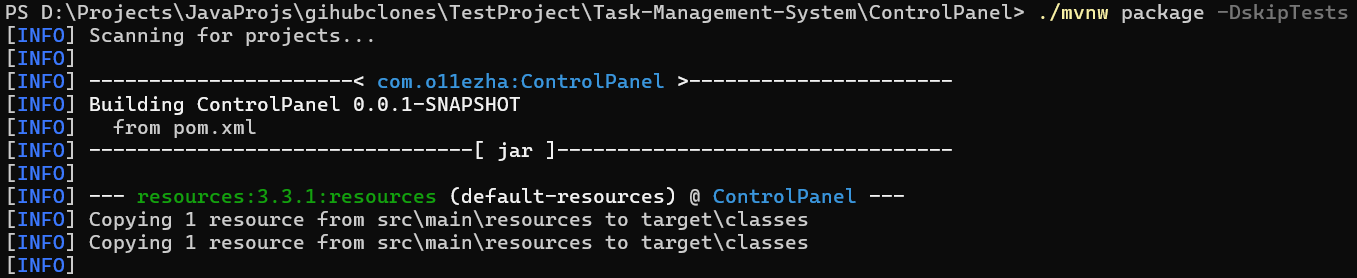 PS D:\Projects\JavaProjs\gihubclones\TestProject\Task-Management-System\ControlPanel> ./mvnw package -DskipTests
[INFO] Scanning for projects...
[INFO]
[INFO] ----------------------< com.o11ezha:ControlPanel >----------------------
[INFO] Building ControlPanel 0.0.1-SNAPSHOT
[INFO]   from pom.xml
[INFO] --------------------------------[ jar ]---------------------------------
[INFO]
[INFO] --- resources:3.3.1:resources (default-resources) @ ControlPanel ---
[INFO] Copying 1 resource from src\main\resources to target\classes
[INFO] Copying 1 resource from src\main\resources to target\classes
[INFO]